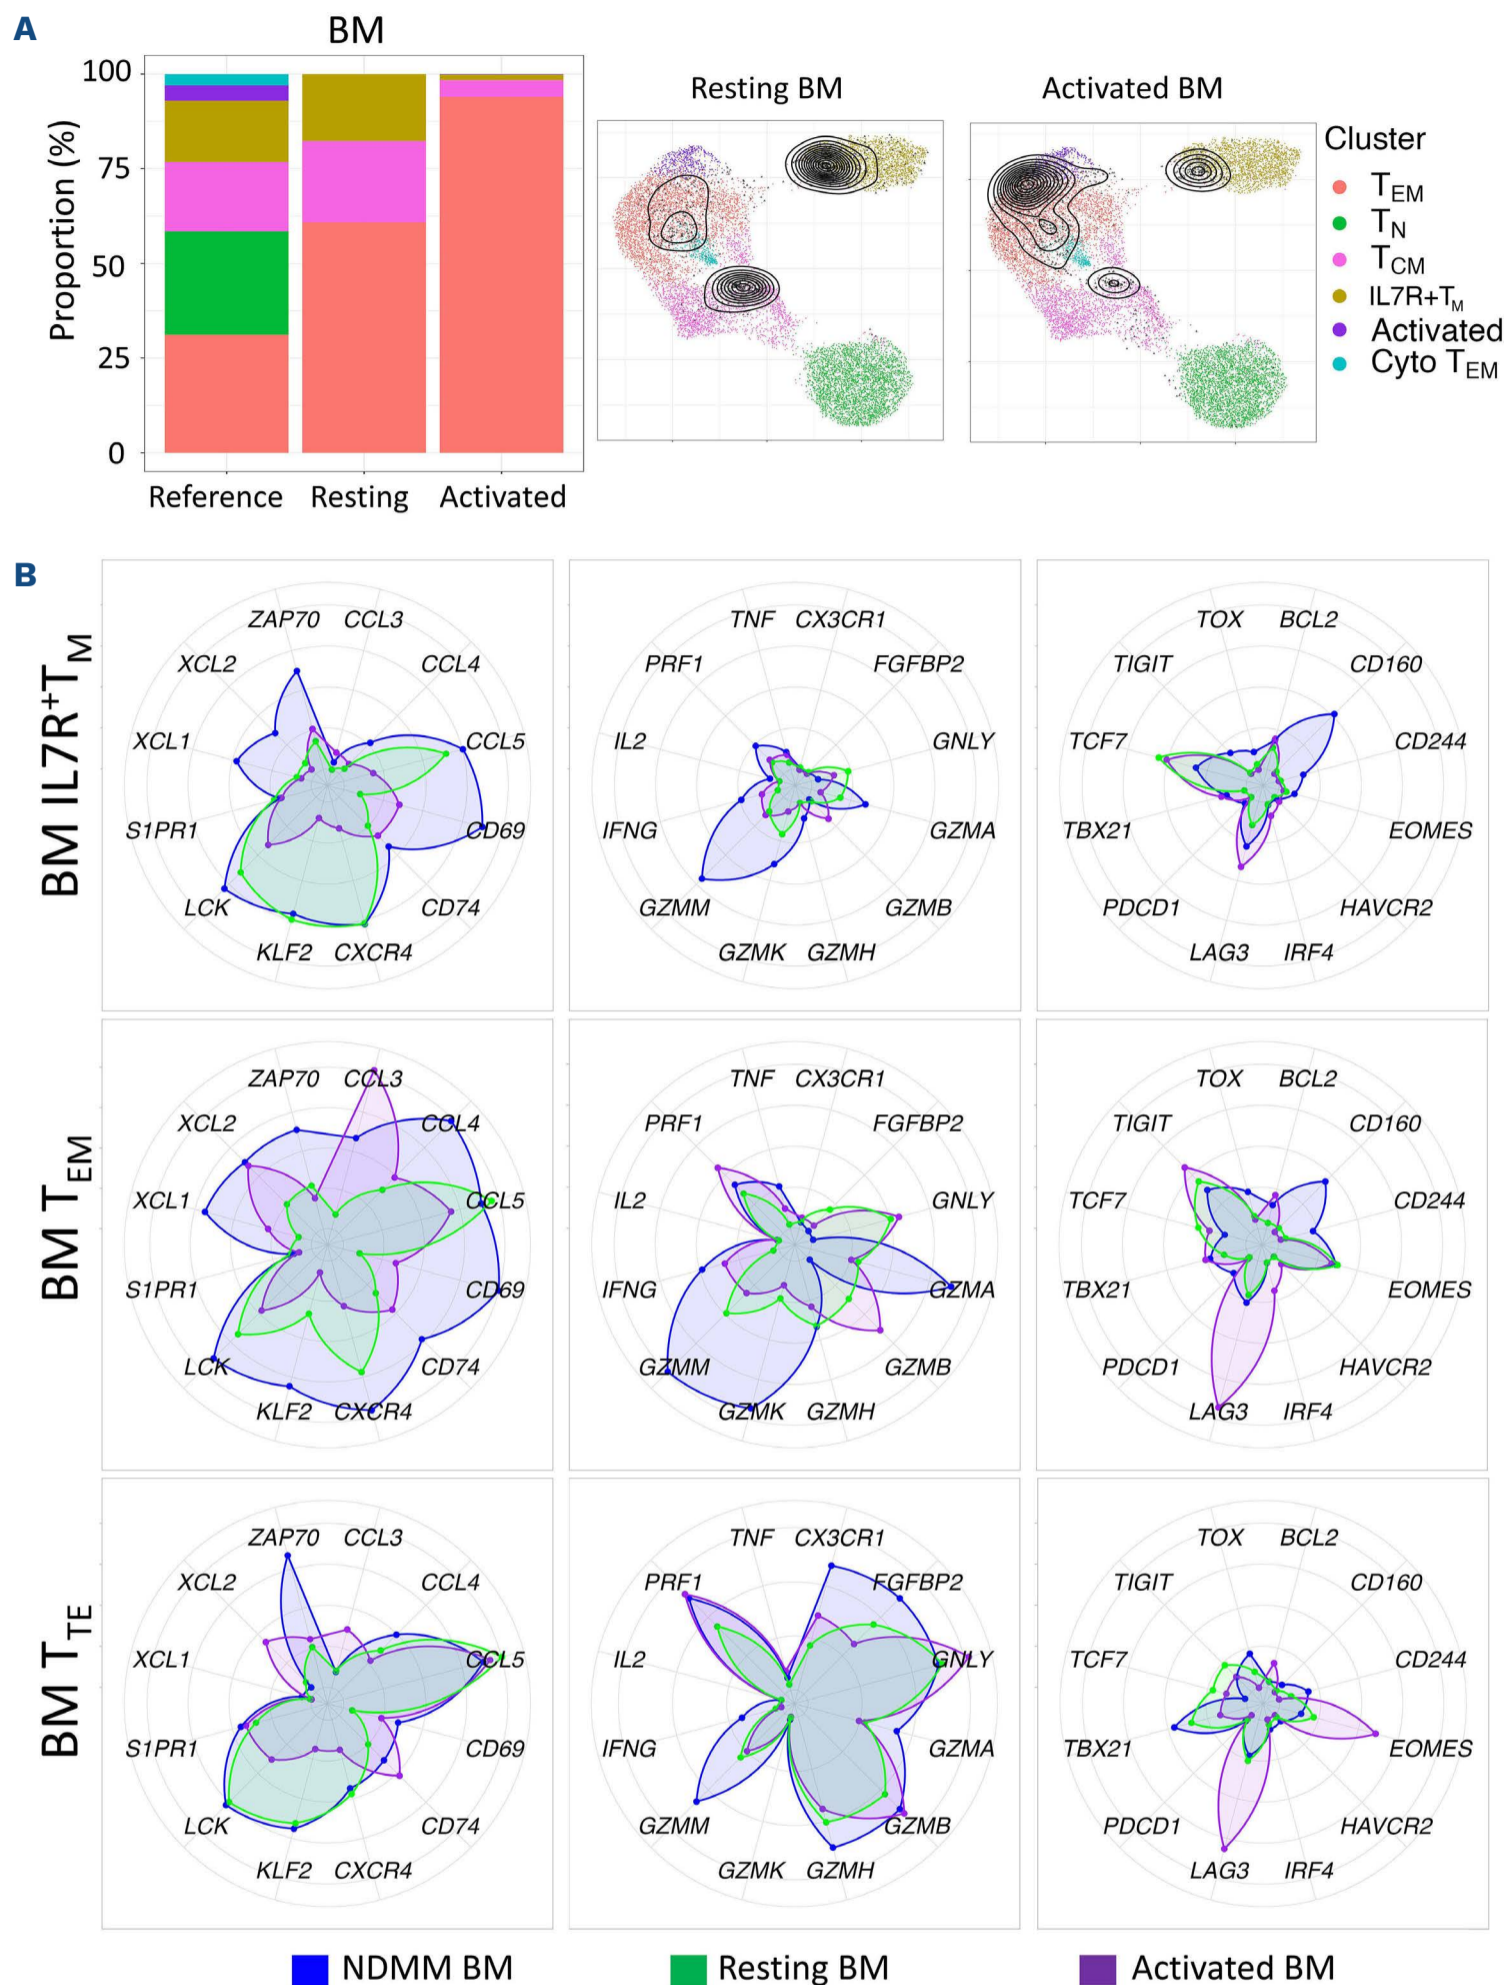 A
BM
Proportion (%)
100
75
50
25
0
Reference Resting Activated
Resting BM
Activated BM
Cluster
TEM
TN
TCM
IL7R+TM
Activated
Cyto TEM
B
BM IL7R+TM
ZAP70 CCL3
XCL2 CCL4
XCL1 CCL5
S1PR1 CD69
LCK CD74
KLF2 CXCR4
TNF CX3CR1
PRF1 FGFBP2
IL2 GNLY
IFNG GZMA
GZMM GZMB
GZMK GZMH
TOX BCL2
TIGIT CD160
TCF7 CD244
TBX21 EOMES
PDCD1 HAVCR2
LAG3 IRF4
BM TEM
ZAP70 CCL3
XCL2 CCL4
XCL1 CCL5
S1PR1 CD69
LCK CD74
KLF2 CXCR4
TNF CX3CR1
PRF1 FGFBP2
IL2 GNLY
IFNG GZMA
GZMM GZMB
GZMK GZMH
TOX BCL2
TIGIT CD160
TCF7 CD244
TBX21 EOMES
PDCD1 HAVCR2
LAG3 IRF4
BM TTE
ZAP70 CCL3
XCL2 CCL4
XCL1 CCL5
S1PR1 CD69
LCK CD74
KLF2 CXCR4
TNF CX3CR1
PRF1 FGFBP2
IL2 GNLY
IFNG GZMA
GZMM GZMB
GZMK GZMH
TOX BCL2
TIGIT CD160
TCF7 CD244
TBX21 EOMES
PDCD1 HAVCR2
LAG3 IRF4
NDMM BM Resting BM Activated BM